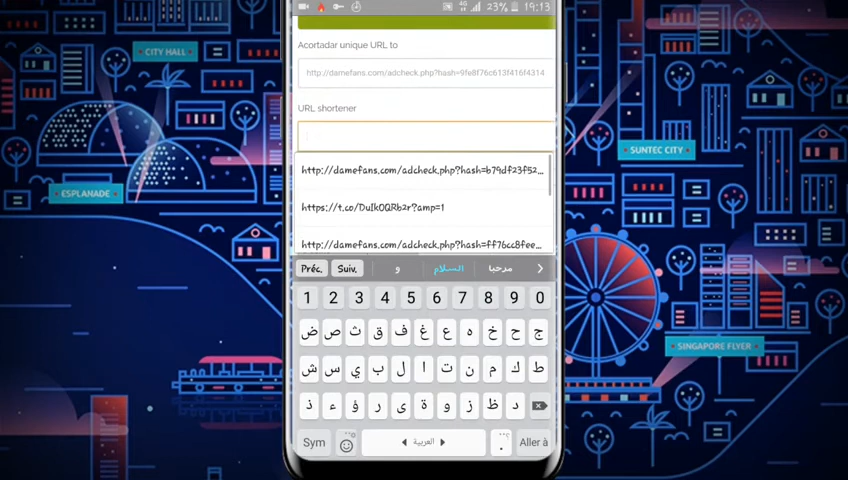 23% 19:13
CITY HALL
ESPLANADE
SUNTEC CITY
SINGAPORE FLYER
Acortadar unique URL to
http://damefans.com/adcheck.php?hash=9fe8f76c613f416f4314
URL shortener
http://damefans.com/adcheck.php?hash=b79df23f52...
https://t.co/DuIkOQRb2r?amp=1
http://damefans.com/adcheck.php?hash=ff76c8fee...
Préc. Suiv. و السلام مرحبا
1 2 3 4 5 6 7 8 9 0
ض ص ث ق ف غ ع ه خ ح ج
ش س ي ب ل ا ت ن م ك ط
ذ ء ؤ ر ى ة و ز ظ د
Sym العربية . Aller à